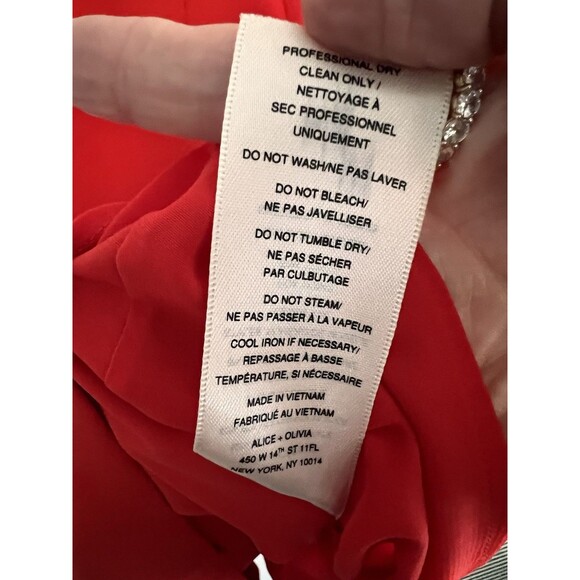 PROFESSIONAL DRY
CLEAN ONLY /
NETTOYAGE À
SEC PROFESSIONNEL
UNIQUEMENT
DO NOT WASH/NE PAS LAVER
DO NOT BLEACH/
NE PAS JAVELLISER
DO NOT TUMBLE DRY/
NE PAS SÉCHER
PAR CULBUTAGE
DO NOT STEAM/
NE PAS PASSER À LA VAPEUR
COOL IRON IF NECESSARY/
REPASSAGE À BASSE
TEMPÉRATURE, SI NÉCESSAIRE
MADE IN VIETNAM
FABRIQUÉ AU VIETNAM
ALICE + OLIVIA
450 W 14TH ST 11FL
NEW YORK, NY 10014